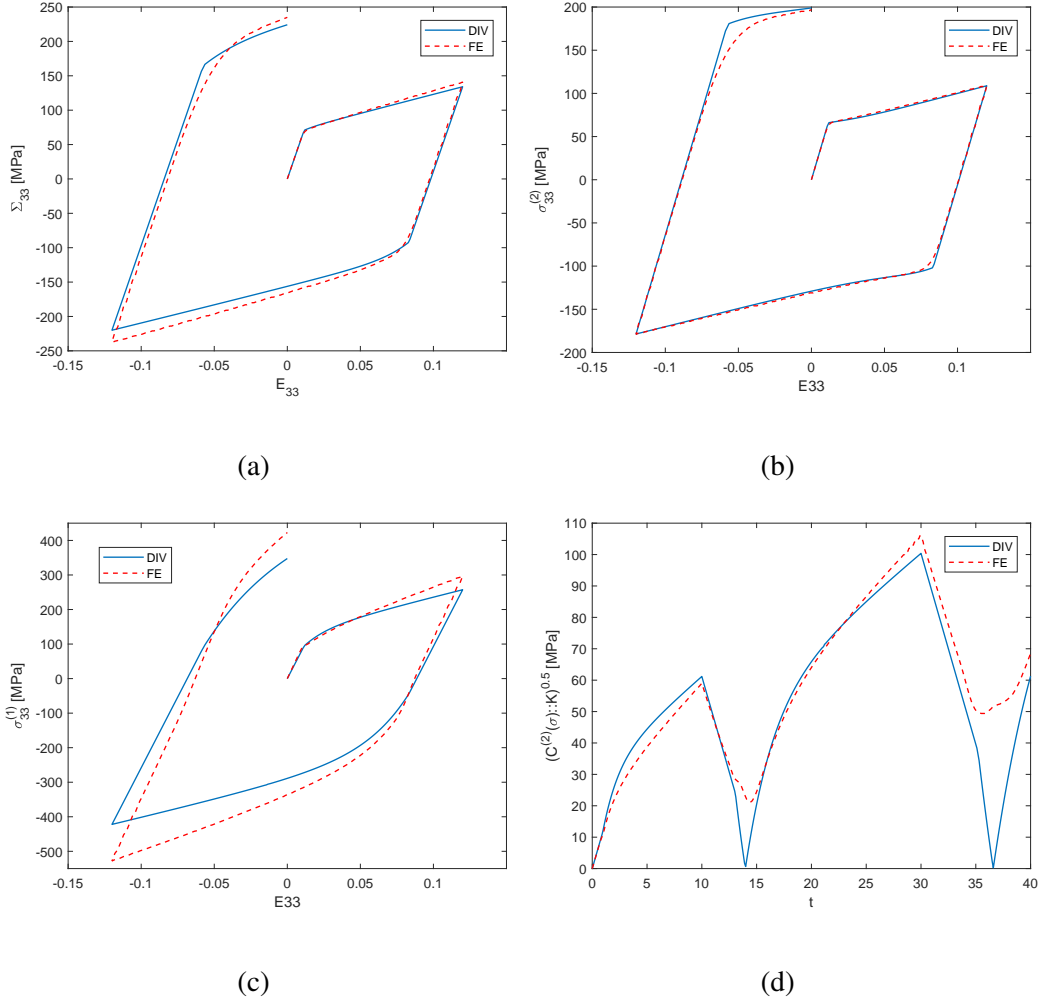 250
200
150
100
50
0
-50
-100
-150
-200
-250
-0.15 -0.1 -0.05 0 0.05 0.1
E33
Σ33 [MPa]
DIV
FE
(a)
200
150
100
50
0
-50
-100
-150
-200
-0.15 -0.1 -0.05 0 0.05 0.1
E33
σ33(2) [MPa]
DIV
FE
(b)
400
300
200
100
0
-100
-200
-300
-400
-500
-0.15 -0.1 -0.05 0 0.05 0.1
E33
σ33(1) [MPa]
DIV
FE
(c)
110
100
90
80
70
60
50
40
30
20
10
0
0 5 10 15 20 25 30 35 40
t
(C(2)(σ)::K)0.5 [MPa]
DIV
FE
(d)